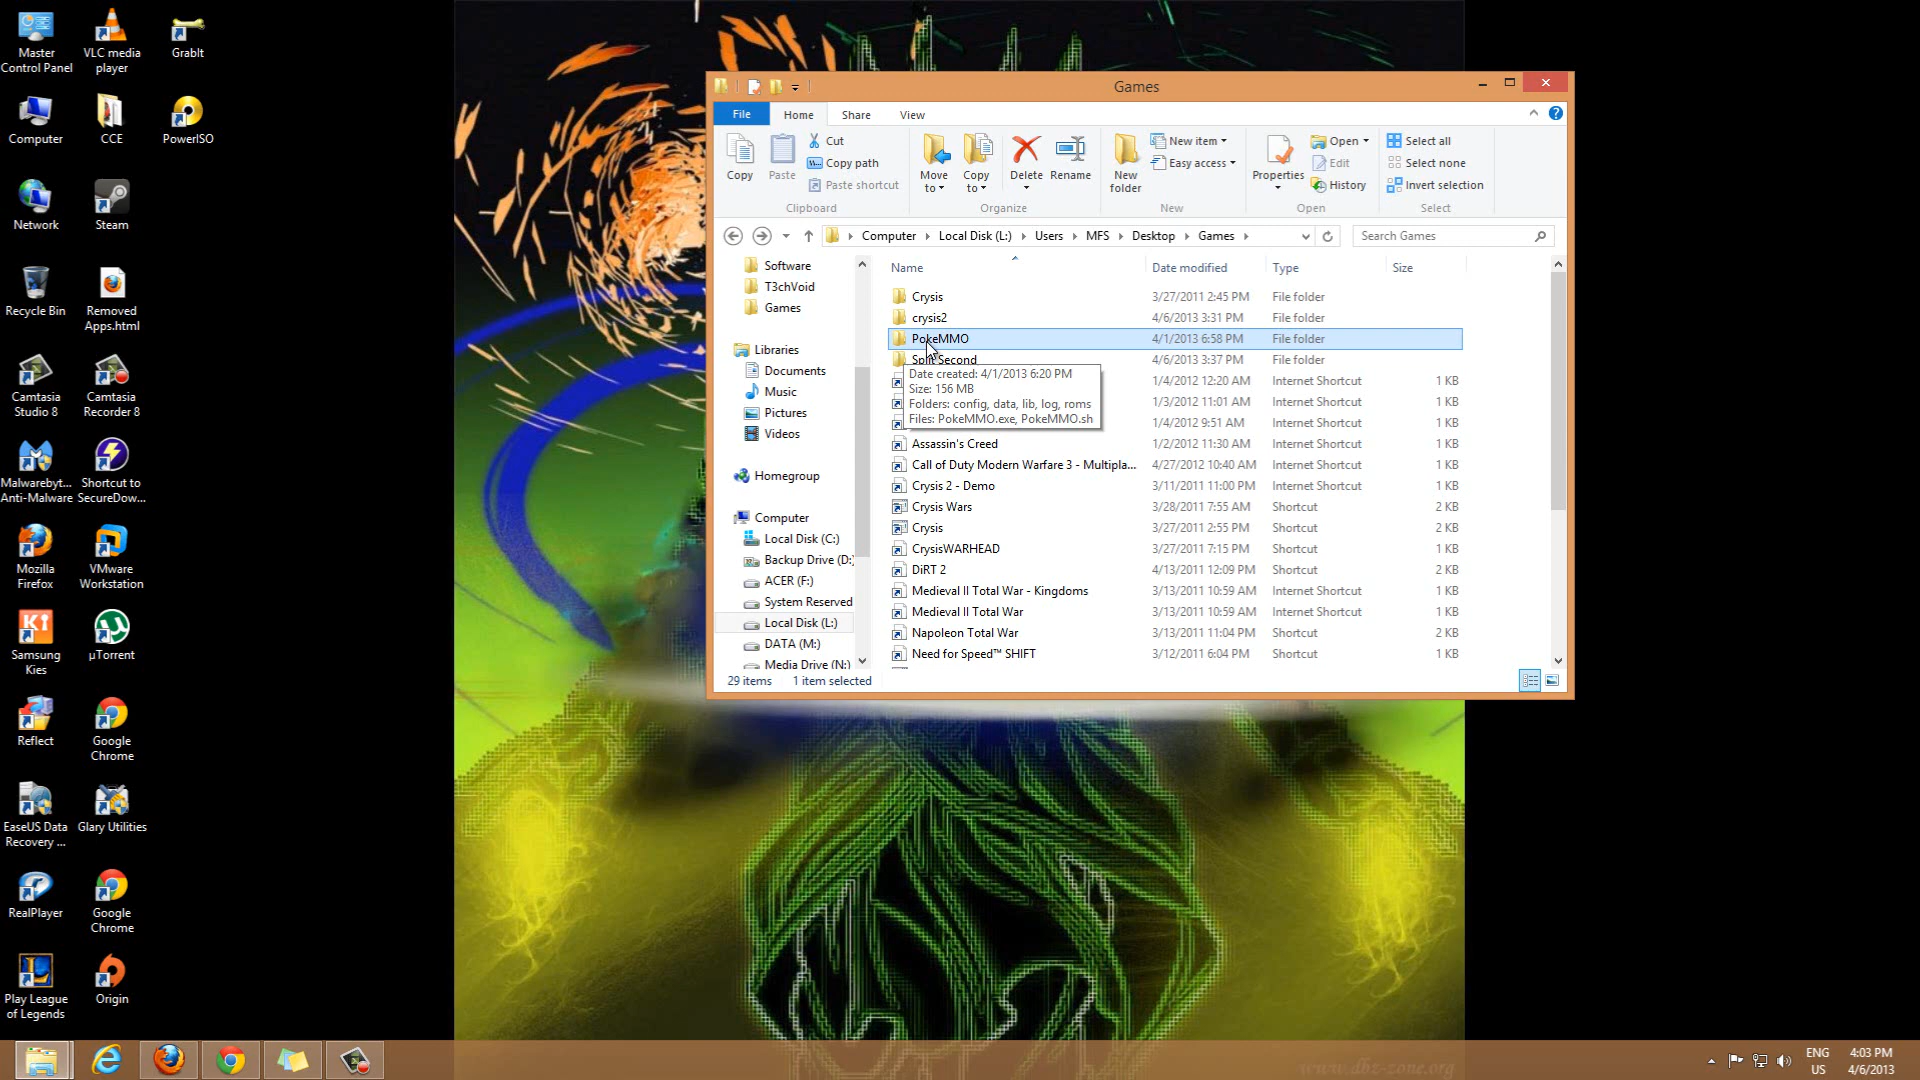 Master
Control Panel
VLC media
player
GrabIt
Computer
CCE
PowerISO
Network
Steam
Recycle Bin
Removed
Apps.html
Camtasia
Studio 8
Camtasia
Recorder 8
Malwarebyt...
Anti-Malware
Shortcut to
SecureDow...
Mozilla
Firefox
VMware
Workstation
Samsung
Kies
µTorrent
Reflect
Google
Chrome
EaseUS Data
Recovery ...
Glary Utilities
RealPlayer
Google
Chrome
Play League
of Legends
Origin
Games
File
Home
Share
View
Copy
Paste
Cut
Copy path
Paste shortcut
Clipboard
Move
to
Copy
to
Delete
Rename
Organize
New
folder
New item
Easy access
New
Properties
Open
Edit
History
Open
Select all
Select none
Invert selection
Select
Computer Local Disk (L:) Users MFS Desktop Games
Search Games
Software
T3chVoid
Games
Libraries
Documents
Music
Pictures
Videos
Homegroup
Computer
Local Disk (C:)
Backup Drive (D:)
ACER (F:)
System Reserved
Local Disk (L:)
DATA (M:)
Media Drive (N:)
Name Date modified Type Size
Crysis 3/27/2011 2:45 PM File folder
crysis2 4/6/2013 3:31 PM File folder
PokeMMO 4/1/2013 6:58 PM File folder
Split Second 4/6/2013 3:37 PM File folder
1/4/2012 12:20 AM Internet Shortcut 1 KB
1/3/2012 11:01 AM Internet Shortcut 1 KB
1/4/2012 9:51 AM Internet Shortcut 1 KB
Date created: 4/1/2013 6:20 PM
Size: 156 MB
Folders: config, data, lib, log, roms
Files: PokeMMO.exe, PokeMMO.sh
Assassin's Creed 1/2/2012 11:30 AM Internet Shortcut 1 KB
Call of Duty Modern Warfare 3 - Multipla... 4/27/2012 10:40 AM Internet Shortcut 1 KB
Crysis 2 - Demo 3/11/2011 11:00 PM Internet Shortcut 1 KB
Crysis Wars 3/28/2011 7:55 AM Shortcut 2 KB
Crysis 3/27/2011 2:55 PM Shortcut 2 KB
CrysisWARHEAD 3/27/2011 7:15 PM Shortcut 1 KB
DiRT 2 4/13/2011 12:09 PM Shortcut 2 KB
Medieval II Total War - Kingdoms 3/13/2011 10:59 AM Internet Shortcut 1 KB
Medieval II Total War 3/13/2011 10:59 AM Internet Shortcut 1 KB
Napoleon Total War 3/13/2011 11:04 PM Shortcut 2 KB
Need for Speed™ SHIFT 3/12/2011 6:04 PM Shortcut 1 KB
29 items 1 item selected
www.dbz-zone.org
ENG
US
4:03 PM
4/6/2013